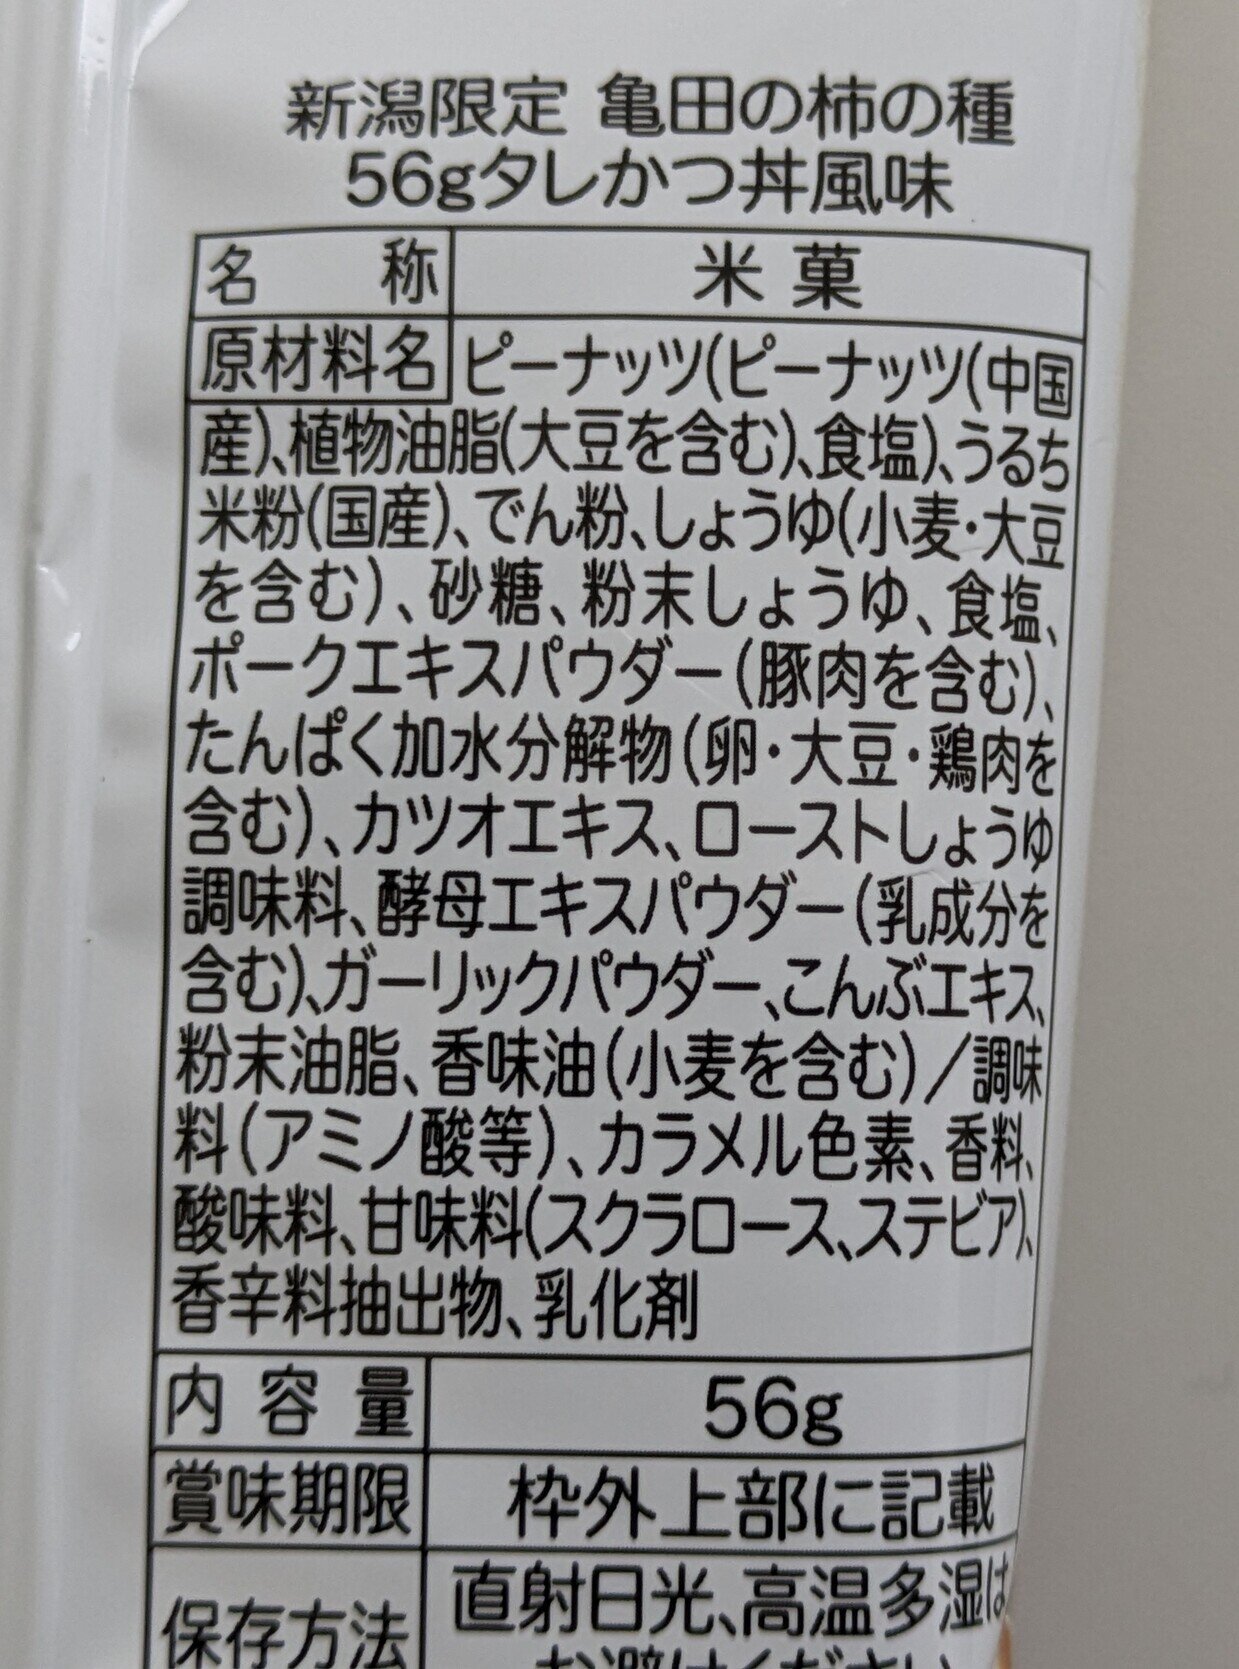 新潟限定 亀田の柿の種
56gタレかつ丼風味
名称 米菓
原材料名 ピーナッツ(ピーナッツ(中国
産)、植物油脂(大豆を含む)、食塩)、うるち
米粉(国産)、でん粉、しょうゆ(小麦・大豆
を含む)、砂糖、粉末しょうゆ、食塩、
ポークエキスパウダー(豚肉を含む)、
たんぱく加水分解物(卵・大豆・鶏肉を
含む)、カツオエキス、ローストしょうゆ
調味料、酵母エキスパウダー(乳成分を
含む)、ガーリックパウダー、こんぶエキス、
粉末油脂、香味油(小麦を含む)/調味
料(アミノ酸等)、カラメル色素、香料、
酸味料、甘味料(スクラロース、ステビア)、
香辛料抽出物、乳化剤
内容量 56g
賞味期限 枠外上部に記載
保存方法 直射日光、高温多湿は
お避けください